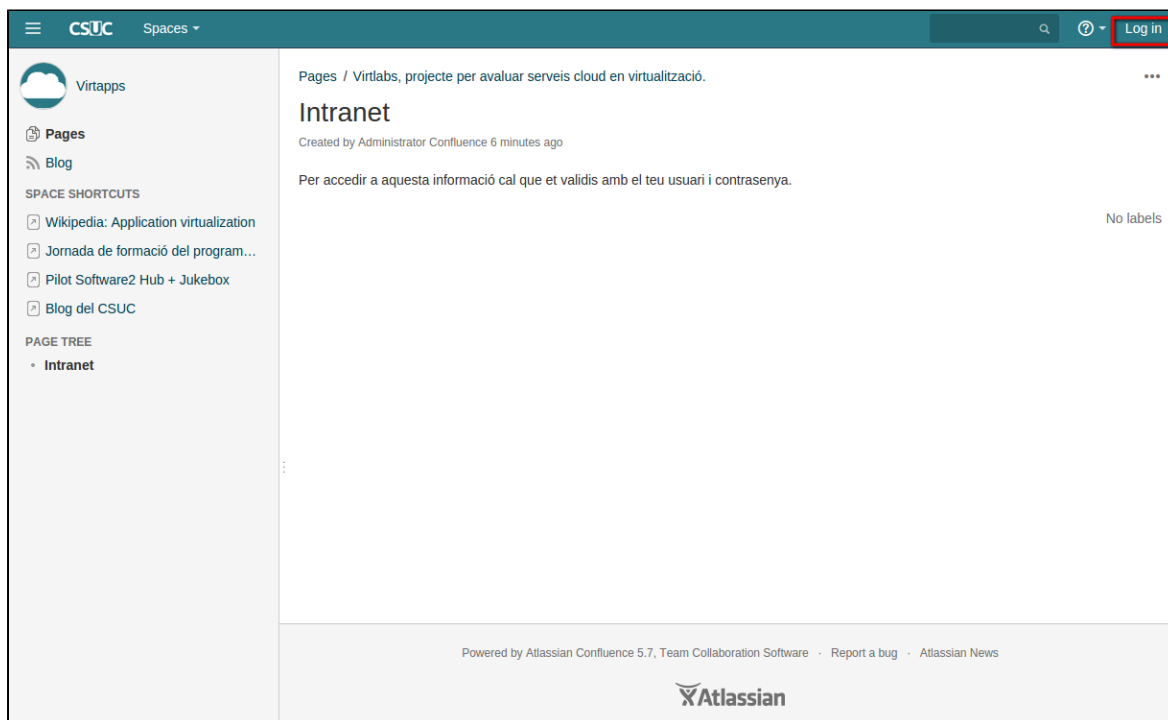 CSUC Spaces Log in
Virtapps
Pages
Blog
SPACE SHORTCUTS
Wikipedia: Application virtualization
Jornada de formació del program…
Pilot Software2 Hub + Jukebox
Blog del CSUC
PAGE TREE
Intranet
Pages / Virtlabs, projecte per avaluar serveis cloud en virtualització.
Intranet
Created by Administrator Confluence 6 minutes ago
Per accedir a aquesta informació cal que et validis amb el teu usuari i contrasenya.
No labels
Powered by Atlassian Confluence 5.7, Team Collaboration Software · Report a bug · Atlassian News
Atlassian